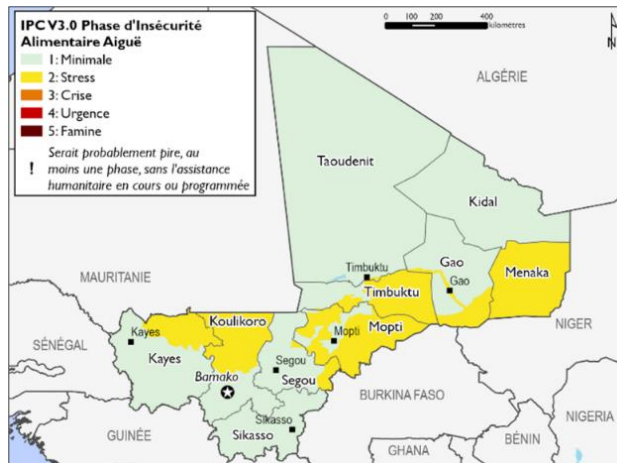 IPC V3.0 Phase d'Insécurité
Alimentaire Aiguë
1: Minimale
2: Stress
3: Crise
4: Urgence
5: Famine
! Serait probablement pire, au
moins une phase, sans l'assistance
humanitaire en cours ou programmée
0 100 200 400
kilomètres
N
ALGÉRIE
Taoudenit
Kidal
Timbuktu
Gao
Gao
Menaka
Timbuktu
MAURITANIE
Koulikoro
Mopti
Mopti
NIGER
Kayes
Kayes
SÉNÉGAL
Segou
Segou
Bamako
BURKINA FASO
Sikasso
Sikasso
GUINÉE
BÉNIN
NIGERIA
GHANA